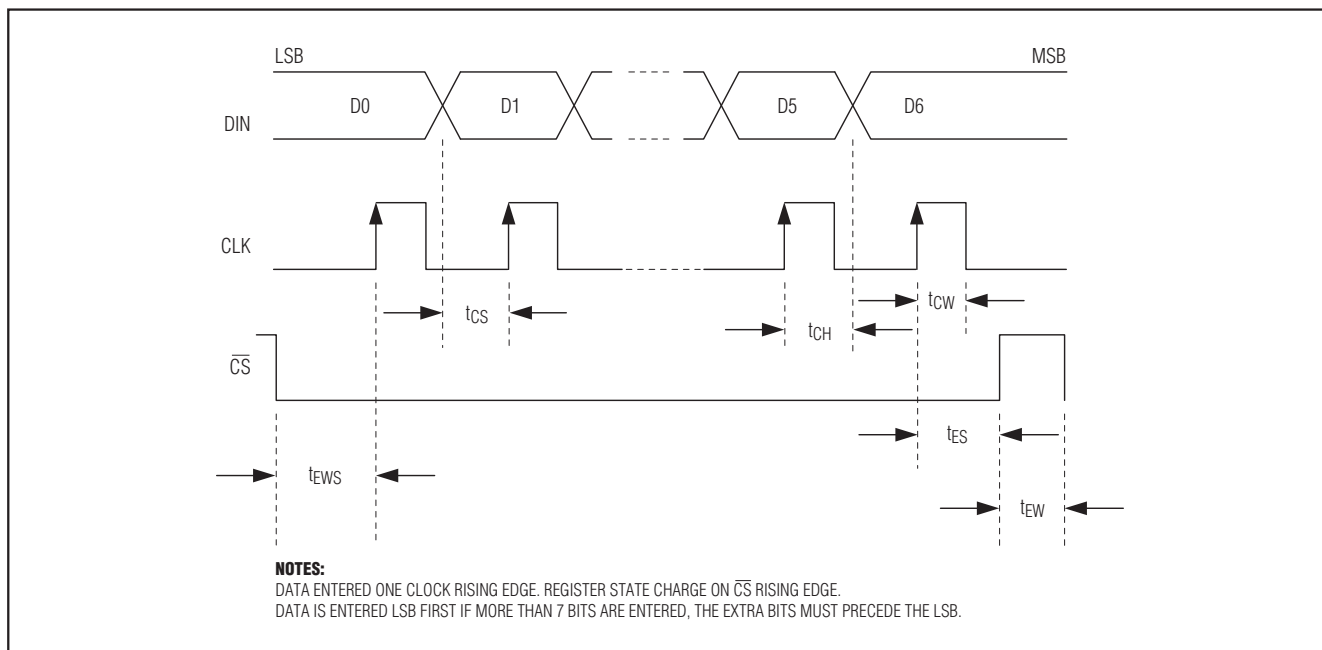 LSB MSB
DIN D0 D1 D5 D6
CLK
tCS tCH tCW
C̅S̅
tES
tEWS
tEW
NOTES:
DATA ENTERED ONE CLOCK RISING EDGE. REGISTER STATE CHARGE ON C̅S̅ RISING EDGE.
DATA IS ENTERED LSB FIRST IF MORE THAN 7 BITS ARE ENTERED, THE EXTRA BITS MUST PRECEDE THE LSB.